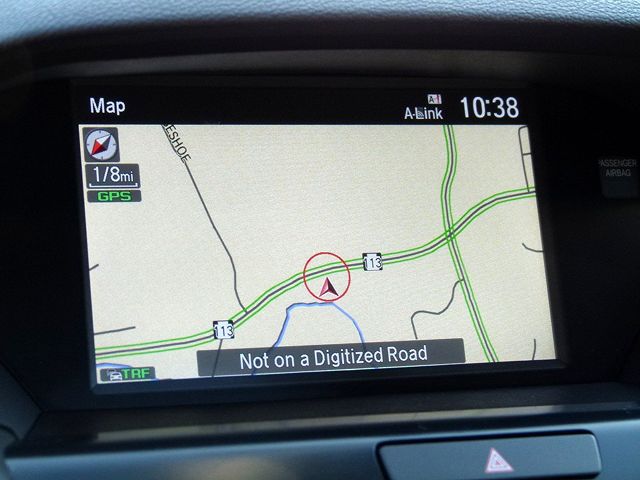 Map
A-Link
10:38
ESHOE
1/8mi
GPS
PASSENGER
AIRBAG
113
113
Not on a Digitized Road
TRF